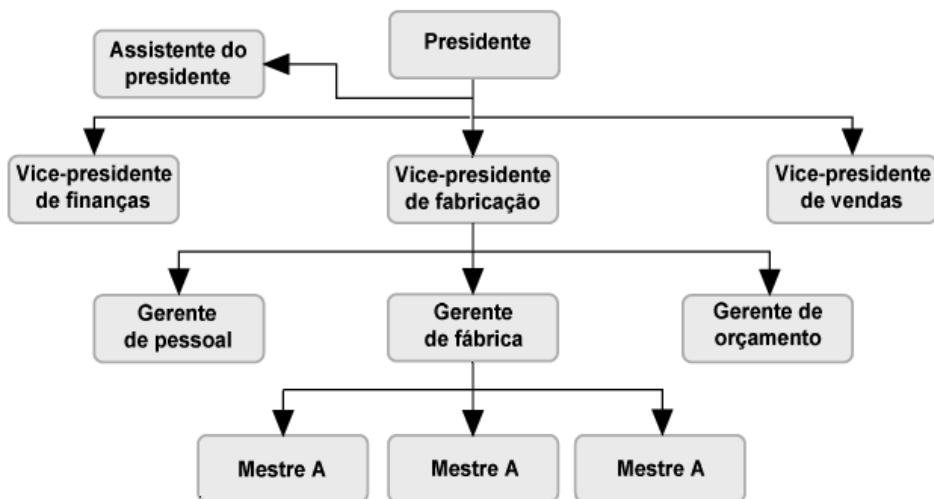 Presidente
Assistente do
presidente
Vice-presidente
de finanças
Vice-presidente
de fabricação
Vice-presidente
de vendas
Gerente
de pessoal
Gerente
de fábrica
Gerente de
orçamento
Mestre A
Mestre A
Mestre A